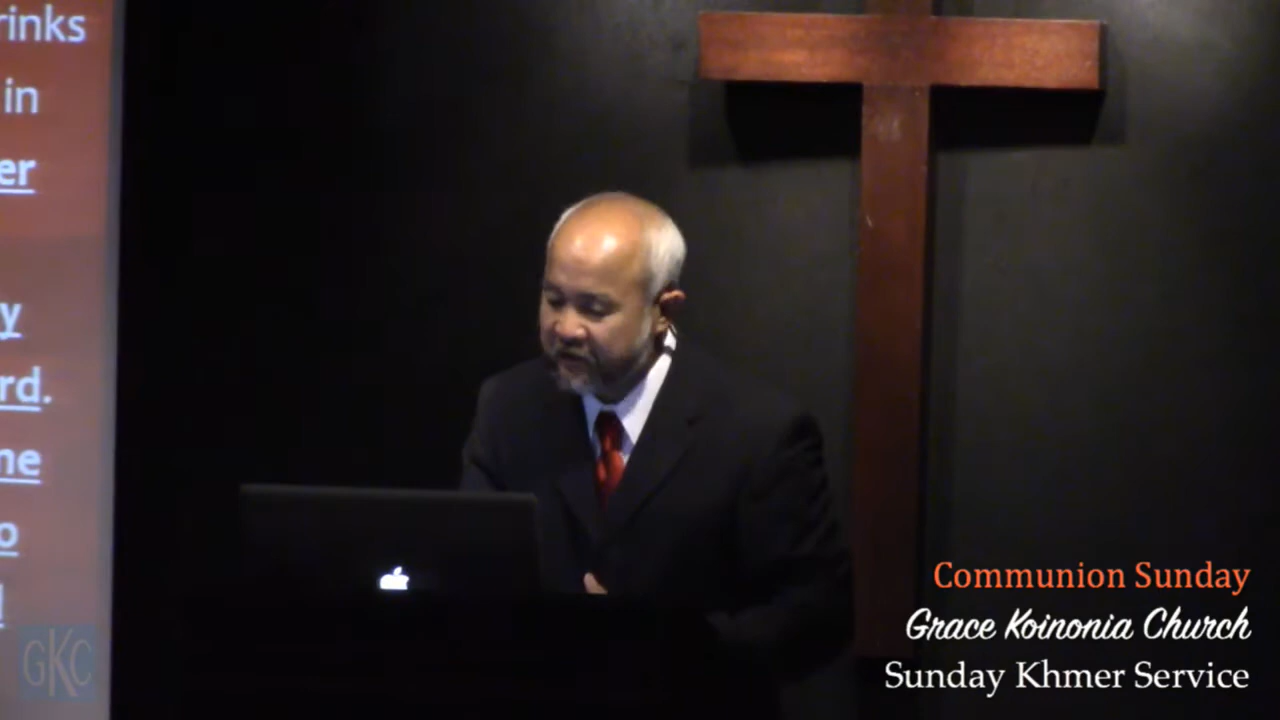 rinks
in
er
y
rd.
ne
o
GKC
Communion Sunday
Grace Koinonia Church
Sunday Khmer Service